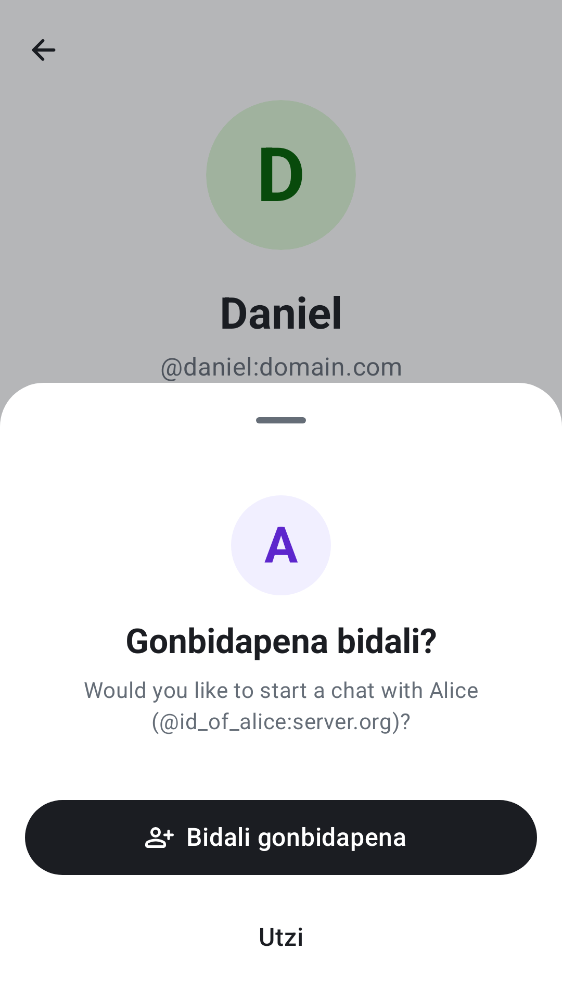 D
Daniel
@daniel:domain.com
A
Gonbidapena bidali?
Would you like to start a chat with Alice
(@id_of_alice:server.org)?
Bidali gonbidapena
Utzi